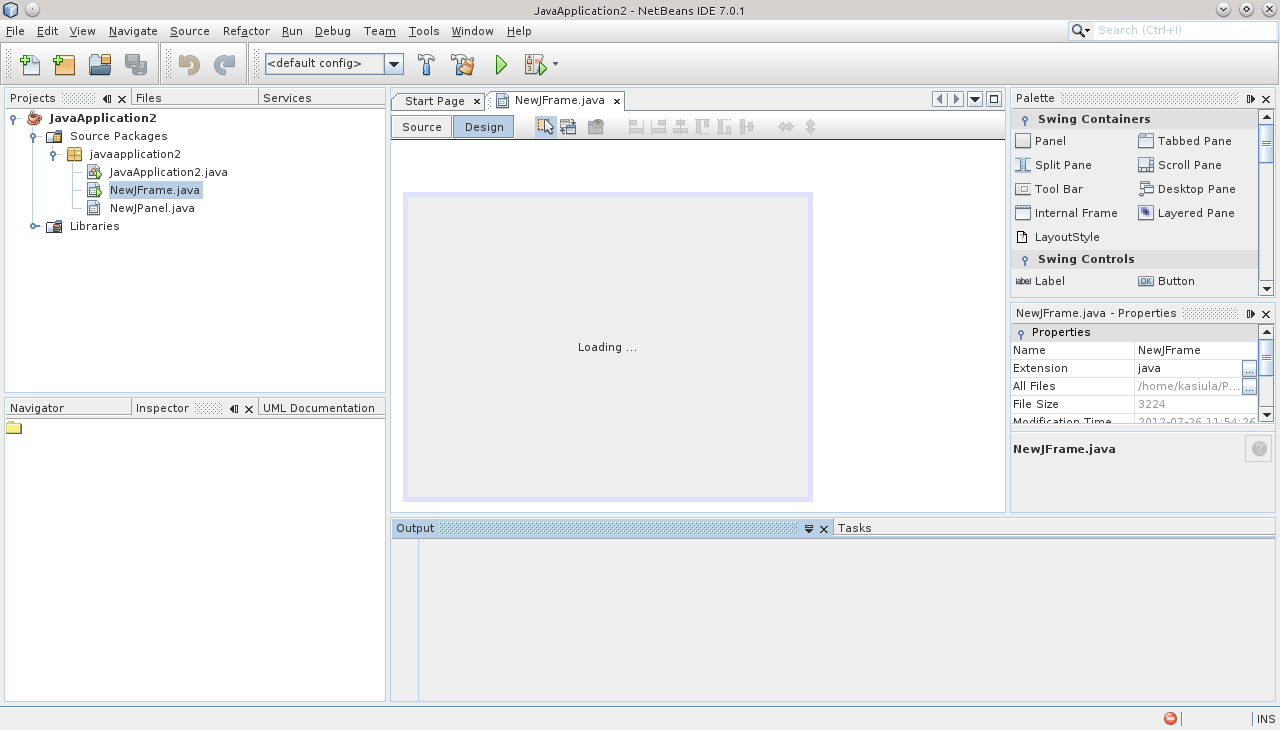 JavaApplication2 - NetBeans IDE 7.0.1
File Edit View Navigate Source Refactor Run Debug Team Tools Window Help
Search (Ctrl+I)
<default config>
Projects Files Services
JavaApplication2
Source Packages
javaapplication2
JavaApplication2.java
NewJFrame.java
NewJPanel.java
Libraries
Navigator Inspector UML Documentation
Start Page NewJFrame.java
Source Design
Loading ...
Output Tasks
Palette
Swing Containers
Panel Tabbed Pane
Split Pane Scroll Pane
Tool Bar Desktop Pane
Internal Frame Layered Pane
LayoutStyle
Swing Controls
label Label OK Button
NewJFrame.java - Properties
Properties
Name NewJFrame
Extension java ...
All Files /home/kasiula/P... ...
File Size 3224
Modification Time 2012-07-26 11:54:26
NewJFrame.java
?
INS